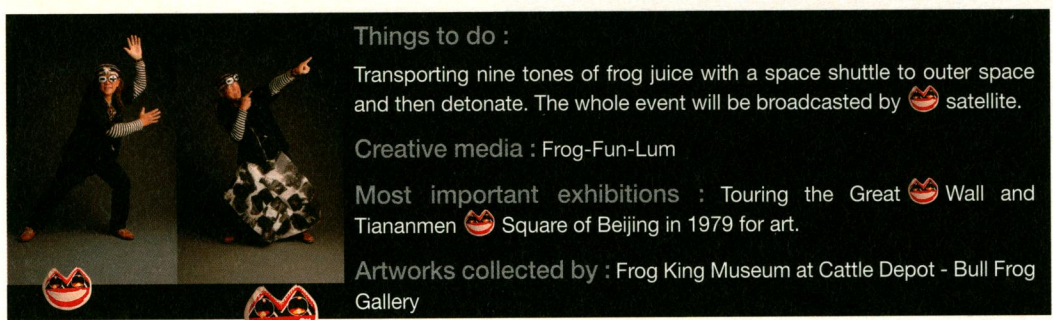 Things to do :
Transporting nine tones of frog juice with a space shuttle to outer space
and then detonate. The whole event will be broadcasted by satellite.
Creative media : Frog-Fun-Lum
Most important exhibitions : Touring the Great Wall and
Tiananmen Square of Beijing in 1979 for art.
Artworks collected by : Frog King Museum at Cattle Depot - Bull Frog
Gallery